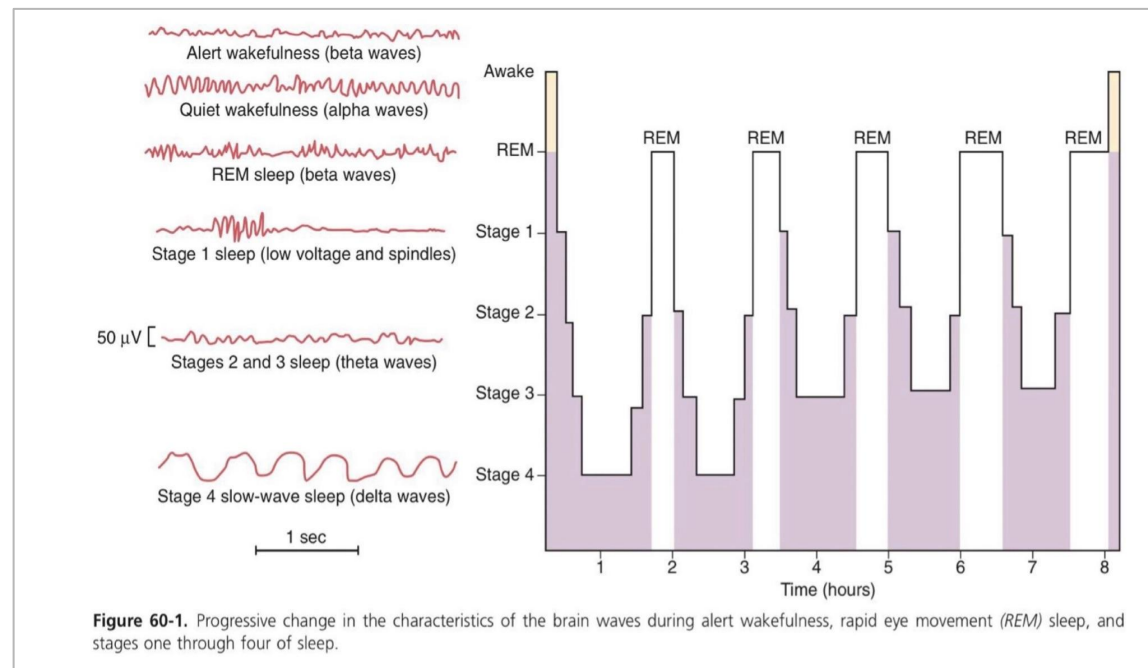 Alert wakefulness (beta waves)
Quiet wakefulness (alpha waves)
REM sleep (beta waves)
Stage 1 sleep (low voltage and spindles)
50 μV
Stages 2 and 3 sleep (theta waves)
Stage 4 slow-wave sleep (delta waves)
1 sec
Awake
REM
Stage 1
Stage 2
Stage 3
Stage 4
REM REM REM REM REM
1 2 3 4 5 6 7 8
Time (hours)
Figure 60-1. Progressive change in the characteristics of the brain waves during alert wakefulness, rapid eye movement (REM) sleep, and
stages one through four of sleep.